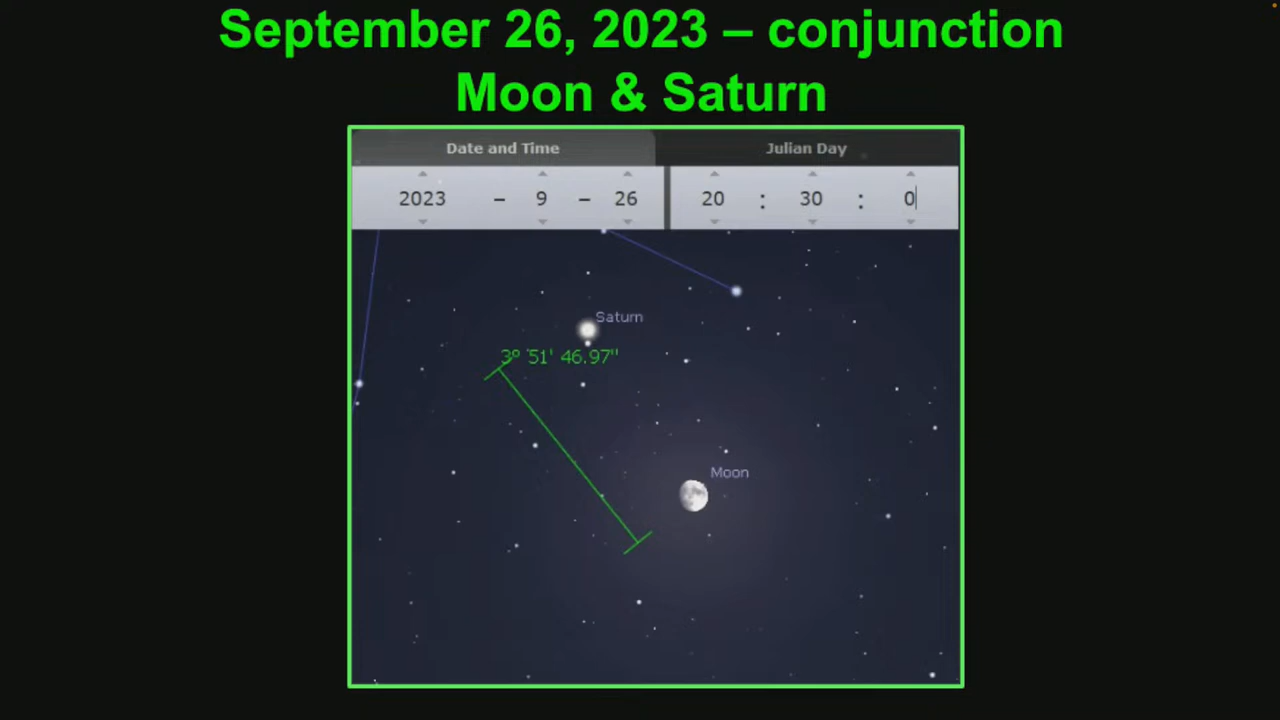 September 26, 2023 – conjunction
Moon & Saturn
Date and Time
Julian Day
2023 – 9 – 26
20 : 30 : 0
Saturn
3° 51' 46.97"
Moon